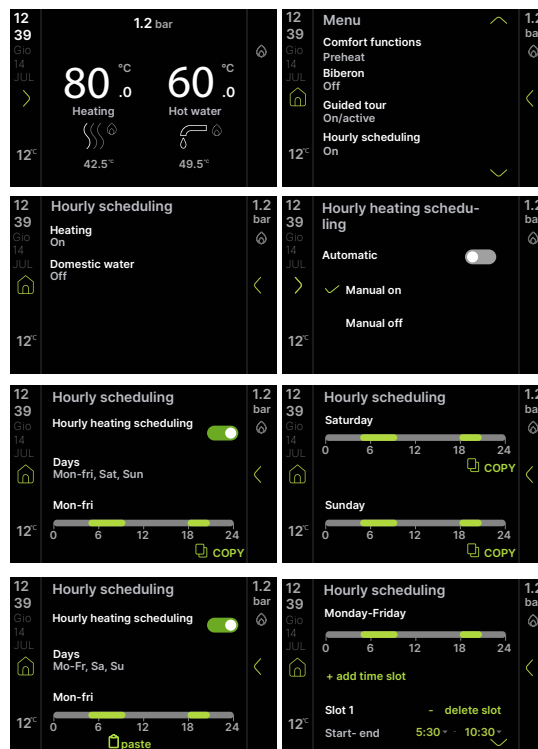 12
39
Gio
14
JUL
12°C
1.2 bar
80 °C .0
60 °C .0
Heating
Hot water
42.5°C
49.5°C
12
39
Gio
14
JUL
12°C
Menu
Comfort functions
Preheat
Biberon
Off
Guided tour
On/active
Hourly scheduling
On
1.2
ba
12
39
Gio
14
JUL
12°C
Hourly scheduling
Heating
On
Domestic water
Off
1.2
bar
12
39
Gio
14
JUL
12°C
Hourly heating schedu-
ling
Automatic
Manual on
Manual off
1.2
ba
12
39
Gio
14
JUL
12°C
Hourly scheduling
Hourly heating scheduling
Days
Mon-fri, Sat, Sun
Mon-fri
0 6 12 18 24
COPY
1.2
bar
12
39
Gio
14
JUL
12°C
Hourly scheduling
Saturday
0 6 12 18 24
COPY
Sunday
0 6 12 18 24
COPY
1.2
ba
12
39
Gio
14
JUL
12°C
Hourly scheduling
Hourly heating scheduling
Days
Mo-Fr, Sa, Su
Mon-fri
0 6 12 18 24
paste
1.2
bar
12
39
Gio
14
JUL
12°C
Hourly scheduling
Monday-Friday
0 6 12 18 24
+ add time slot
Slot 1 - delete slot
Start- end 5:30 - 10:30
1.2
ba